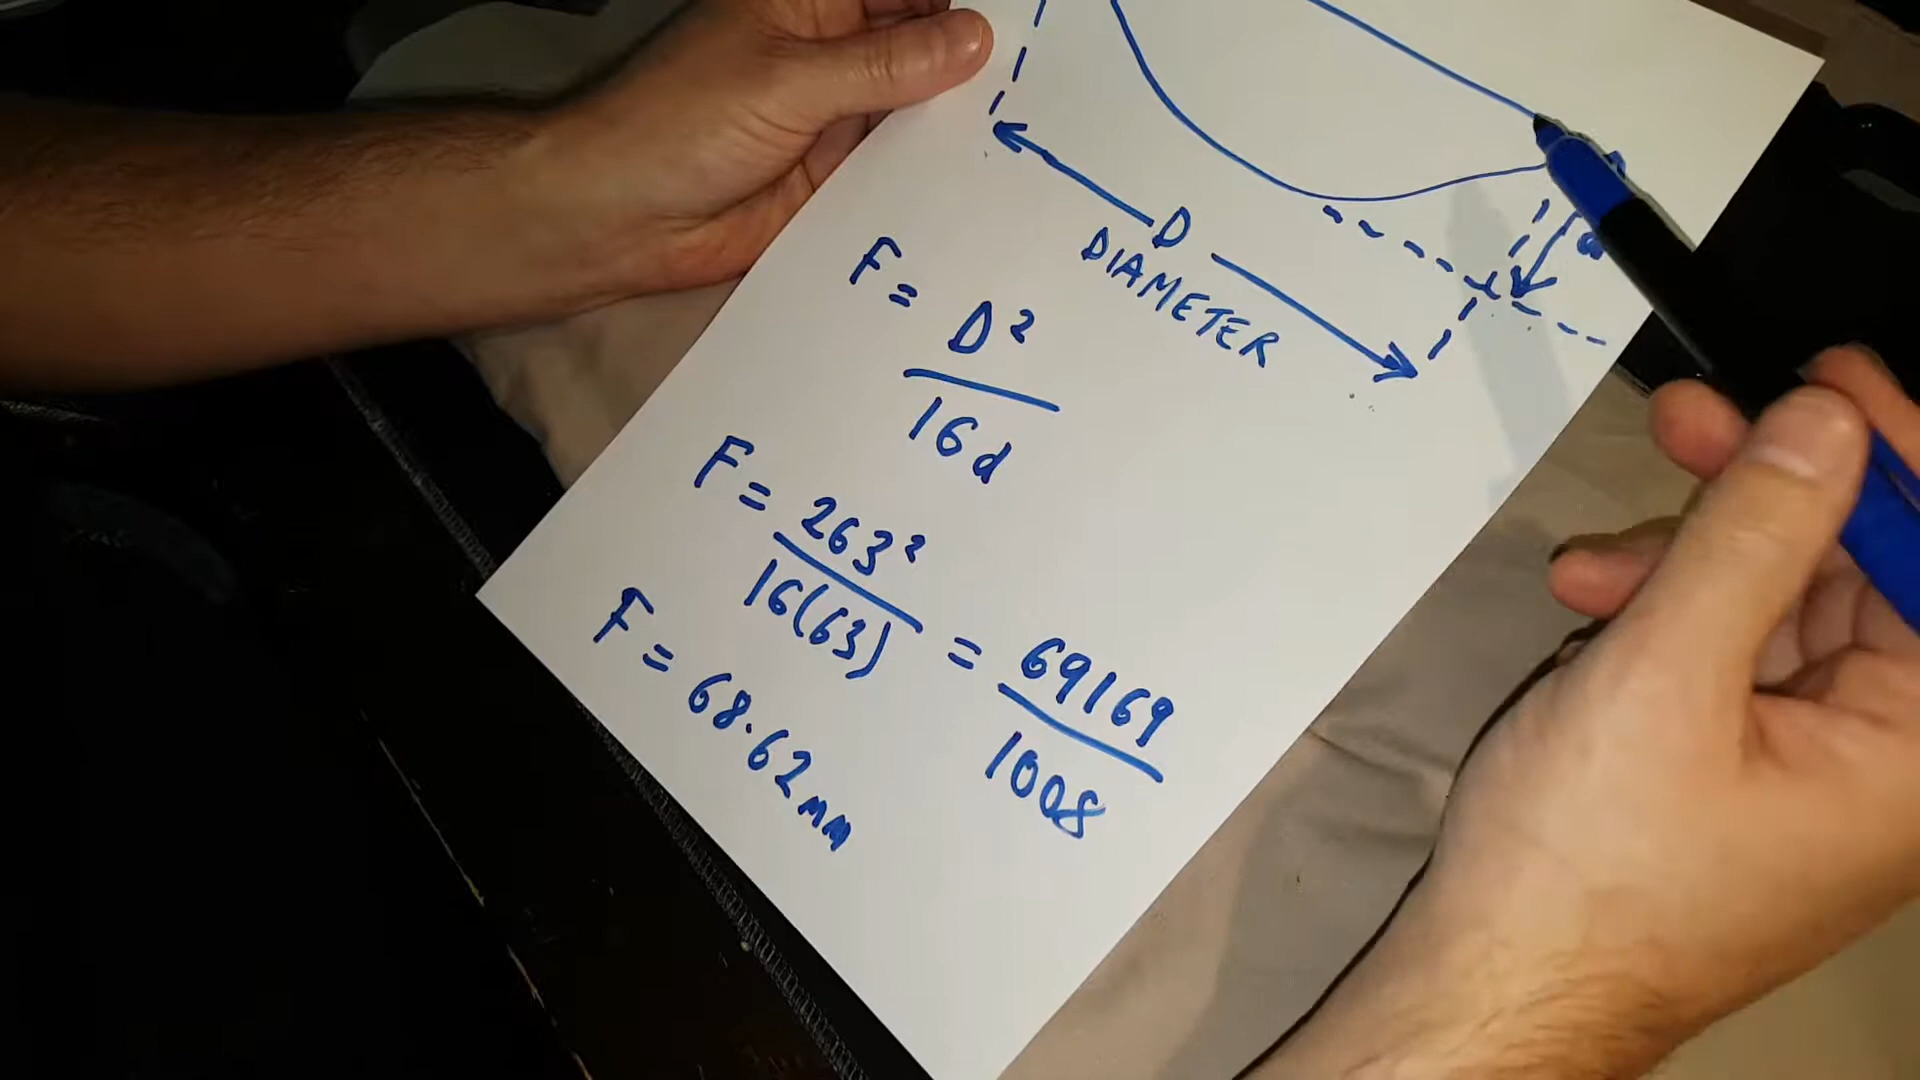 D
DIAMETER
d
F = D²
16d
F = 263²
16(63)
= 69169
1008
F = 68.62mm